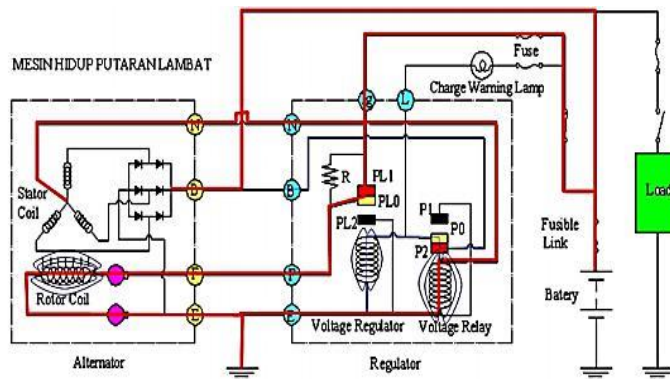 MESIN HIDUP PUTARAN LAMBAT
Fuse
Charge Warning Lamp
Ig
L
N
N
B
B
R
PL1
PL0
PL2
P1
P0
P2
Stator
Coil
Load
Fusible
Link
F
F
Rotor Coil
E
E
Voltage Regulator
Voltage Relay
Batery
Alternator
Regulator